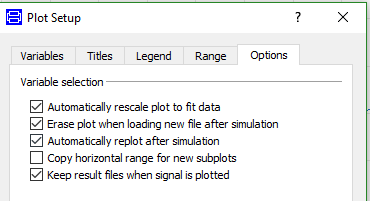 Plot Setup
Variables Titles Legend Range Options
Variable selection
Automatically rescale plot to fit data
Erase plot when loading new file after simulation
Automatically replot after simulation
Copy horizontal range for new subplots
Keep result files when signal is plotted